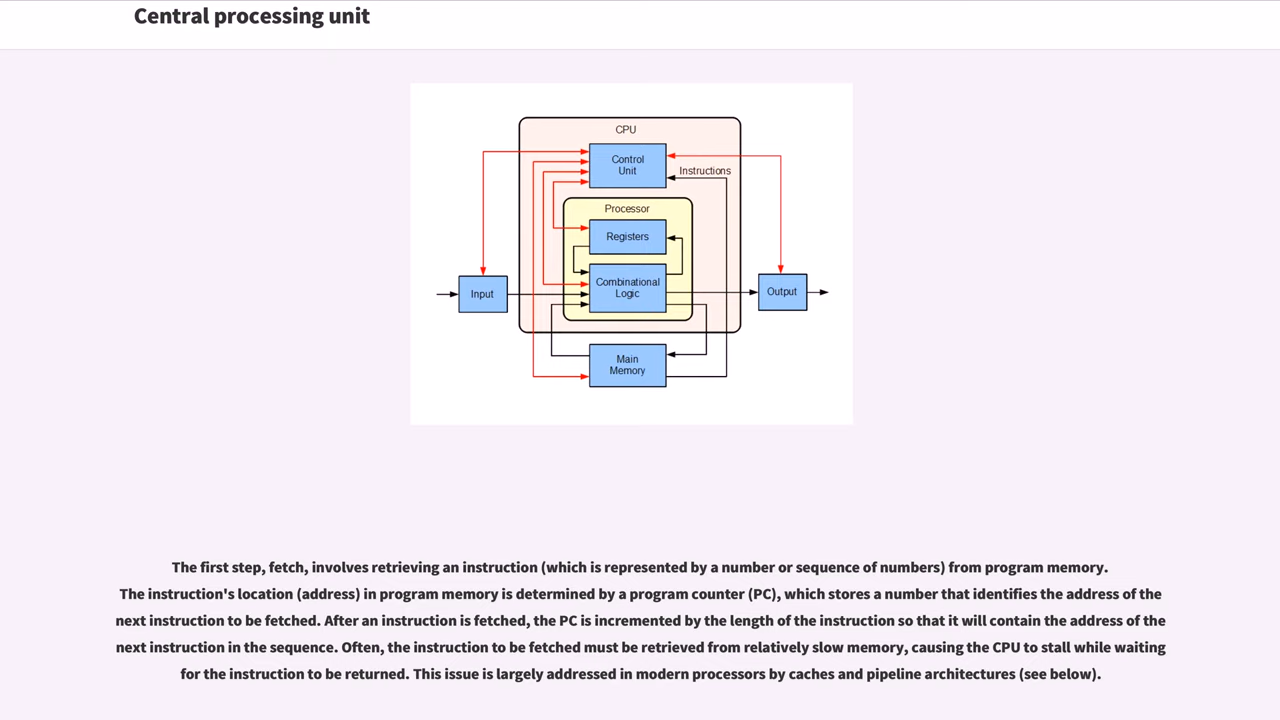 Central processing unit
CPU
Control
Unit
Instructions
Processor
Registers
Combinational
Logic
Input
Output
Main
Memory
The first step, fetch, involves retrieving an instruction (which is represented by a number or sequence of numbers) from program memory.
The instruction's location (address) in program memory is determined by a program counter (PC), which stores a number that identifies the address of the
next instruction to be fetched. After an instruction is fetched, the PC is incremented by the length of the instruction so that it will contain the address of the
next instruction in the sequence. Often, the instruction to be fetched must be retrieved from relatively slow memory, causing the CPU to stall while waiting
for the instruction to be returned. This issue is largely addressed in modern processors by caches and pipeline architectures (see below).